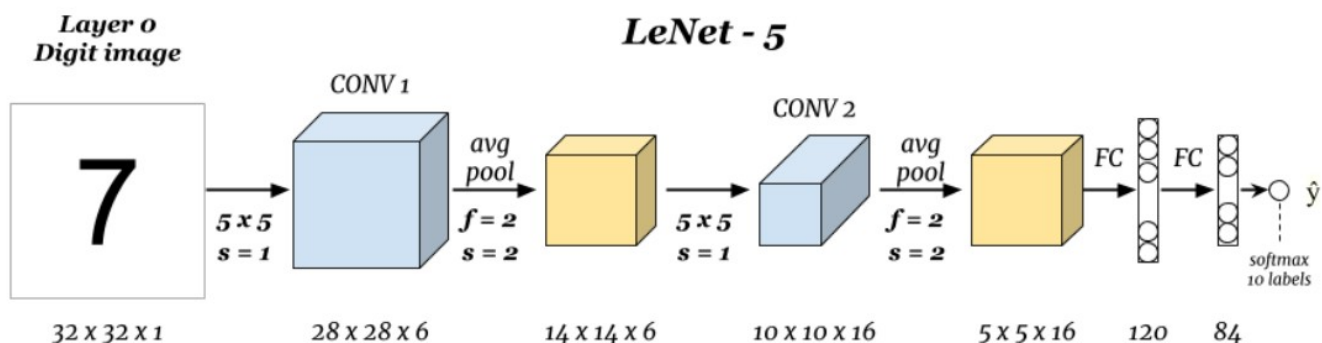 Layer 0
Digit image
LeNet - 5
7
5 x 5
s = 1
CONV 1
avg
pool
f = 2
s = 2
5 x 5
s = 1
CONV 2
avg
pool
f = 2
s = 2
FC
FC
ŷ
softmax
10 labels
32 x 32 x 1
28 x 28 x 6
14 x 14 x 6
10 x 10 x 16
5 x 5 x 16
120
84